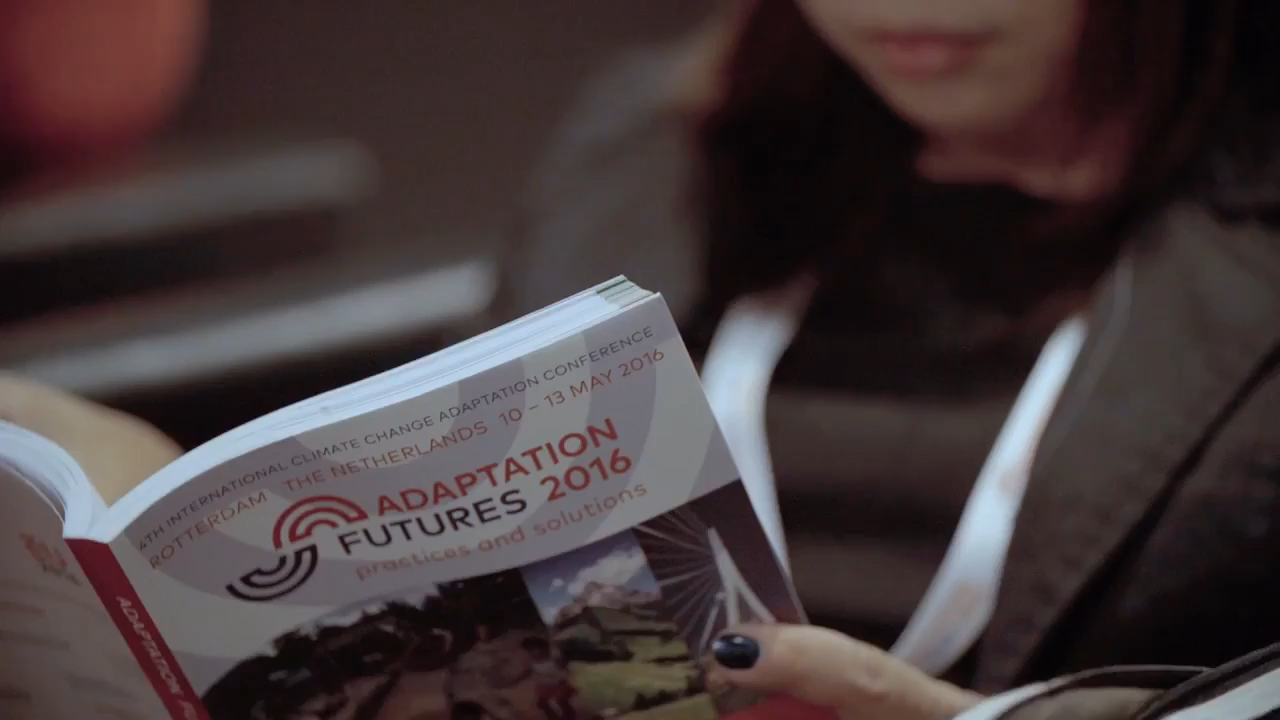 4TH INTERNATIONAL CLIMATE CHANGE ADAPTATION CONFERENCE
ROTTERDAM THE NETHERLANDS 10 – 13 MAY 2016
ADAPTATION
FUTURES 2016
practices and solutions
ADAPTATION